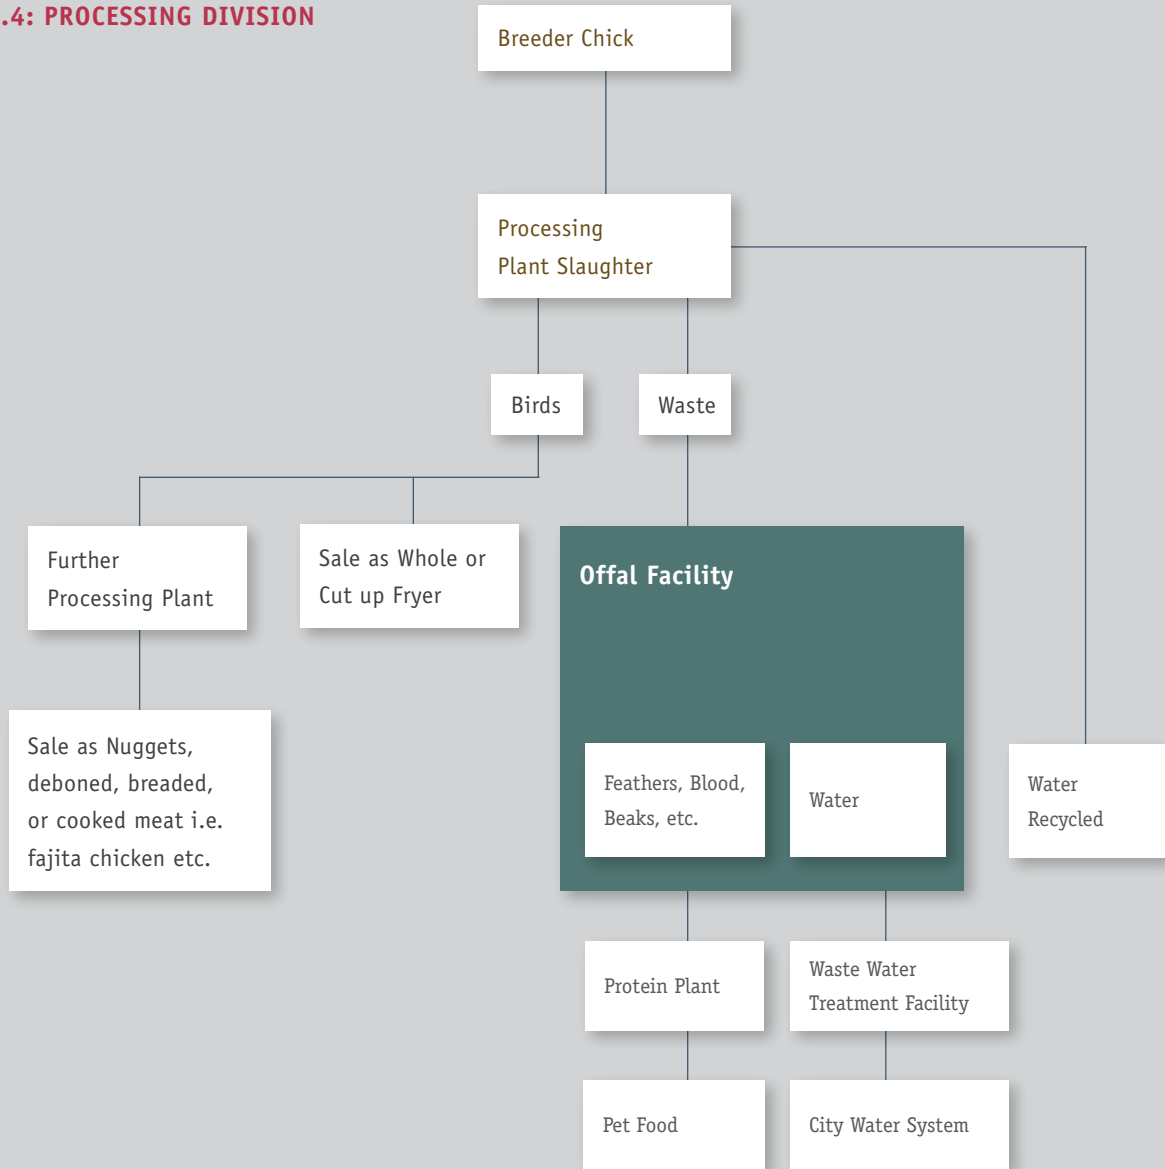 .4: PROCESSING DIVISION
Breeder Chick
Processing
Plant Slaughter
Birds
Waste
Further
Processing Plant
Sale as Whole or
Cut up Fryer
Offal Facility
Sale as Nuggets,
deboned, breaded,
or cooked meat i.e.
fajita chicken etc.
Feathers, Blood,
Beaks, etc.
Water
Water
Recycled
Protein Plant
Waste Water
Treatment Facility
Pet Food
City Water System